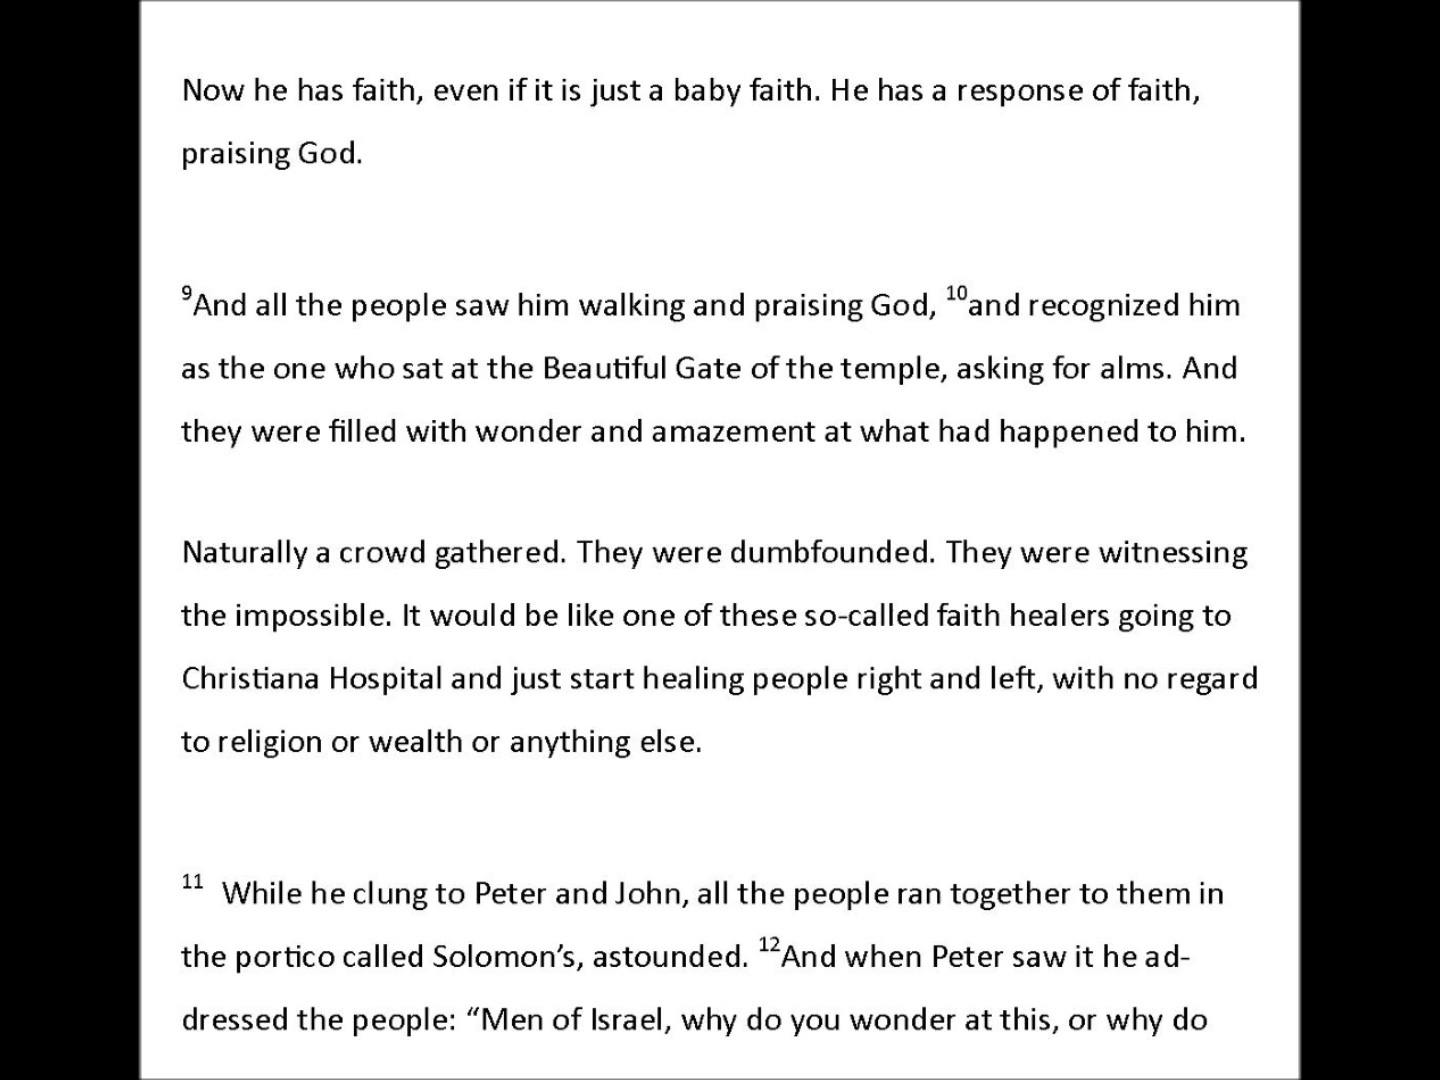 Now he has faith, even if it is just a baby faith. He has a response of faith,
praising God.
⁹And all the people saw him walking and praising God, ¹⁰and recognized him
as the one who sat at the Beautiful Gate of the temple, asking for alms. And
they were filled with wonder and amazement at what had happened to him.
Naturally a crowd gathered. They were dumbfounded. They were witnessing
the impossible. It would be like one of these so-called faith healers going to
Christiana Hospital and just start healing people right and left, with no regard
to religion or wealth or anything else.
¹¹ While he clung to Peter and John, all the people ran together to them in
the portico called Solomon’s, astounded. ¹²And when Peter saw it he ad-
dressed the people: “Men of Israel, why do you wonder at this, or why do